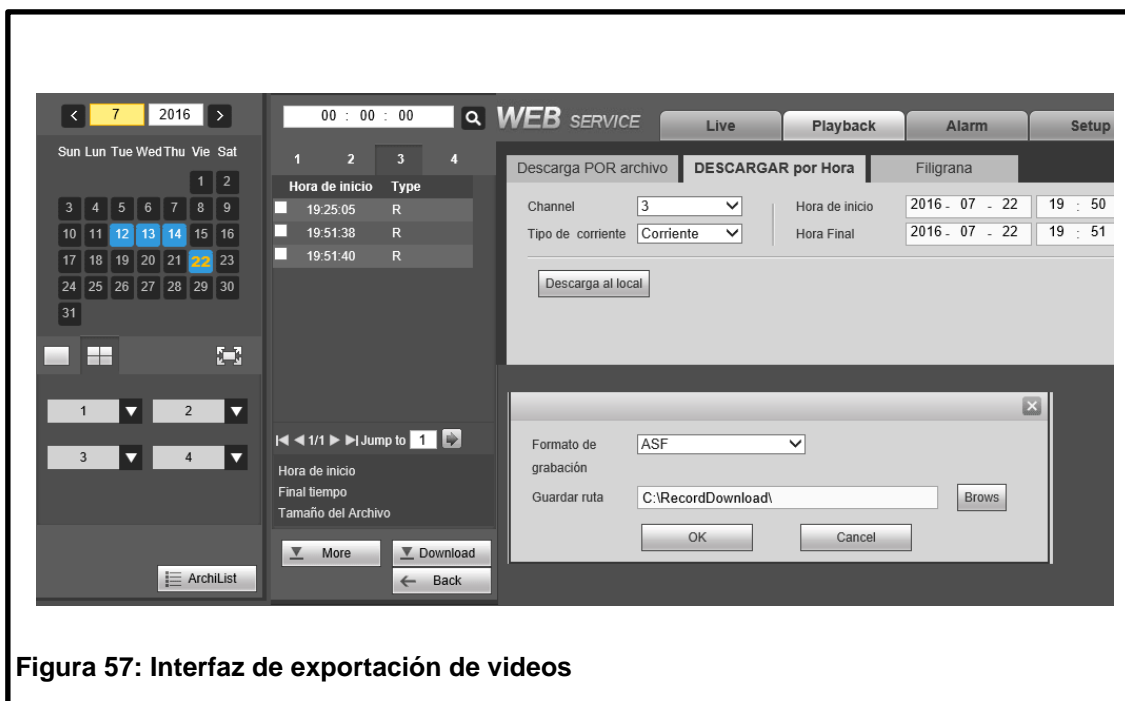 7 2016
Sun Lun Tue Wed Thu Vie Sat
1 2
3 4 5 6 7 8 9
10 11 12 13 14 15 16
17 18 19 20 21 22 23
24 25 26 27 28 29 30
31
1 2
3 4
ArchiList
00 : 00 : 00
1 2 3 4
Hora de inicio Type
19:25:05 R
19:51:38 R
19:51:40 R
1/1 Jump to 1
Hora de inicio
Final tiempo
Tamaño del Archivo
More Download
Back
WEB SERVICE Live Playback Alarm Setup
Descarga POR archivo DESCARGAR por Hora Filigrana
Channel 3 Hora de inicio 2016 - 07 - 22 19 : 50
Tipo de corriente Corriente Hora Final 2016 - 07 - 22 19 : 51
Descarga al local
Formato de grabación ASF
Guardar ruta C:\RecordDownload\ Brows
OK Cancel
Figura 57: Interfaz de exportación de videos